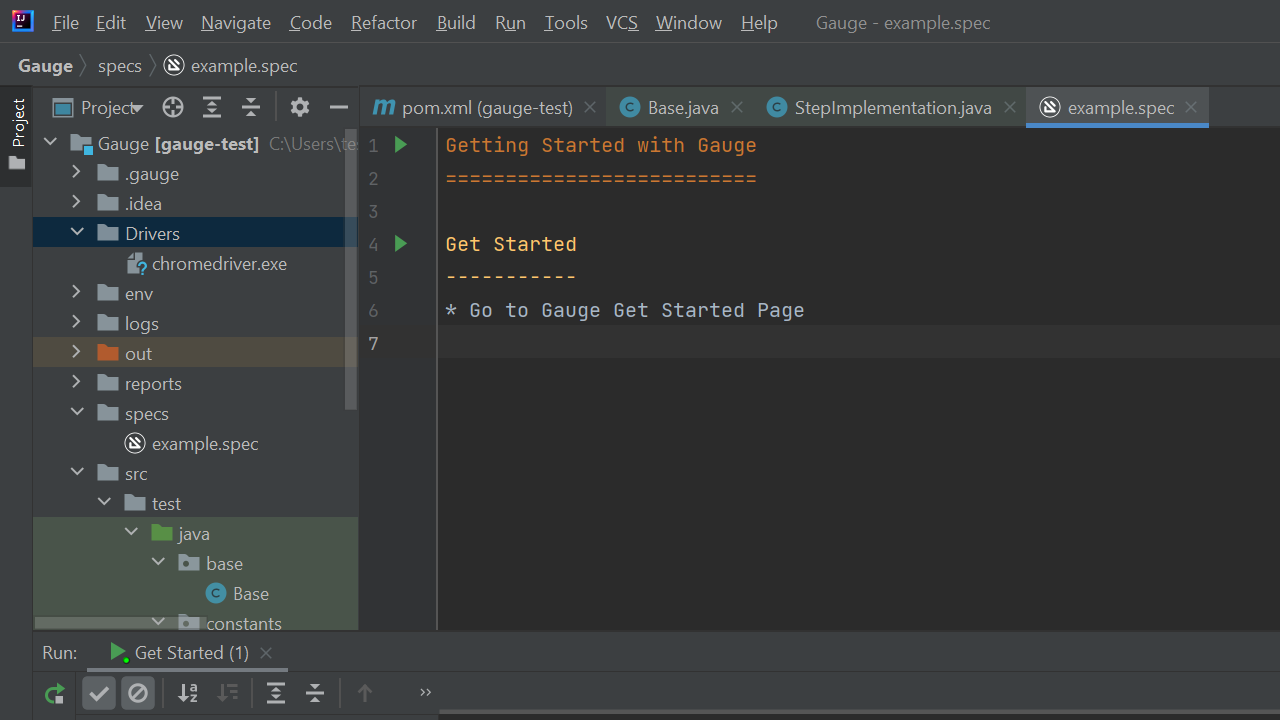 File Edit View Navigate Code Refactor Build Run Tools VCS Window Help Gauge - example.spec
Gauge specs example.spec
Project
Project
pom.xml (gauge-test) Base.java StepImplementation.java example.spec
Gauge [gauge-test] C:\Users\te
.gauge
.idea
Drivers
chromedriver.exe
env
logs
out
reports
specs
example.spec
src
test
java
base
Base
constants
1 Getting Started with Gauge
2 ==========================
3
4 Get Started
5 -----------
6 * Go to Gauge Get Started Page
7
Run: Get Started (1)